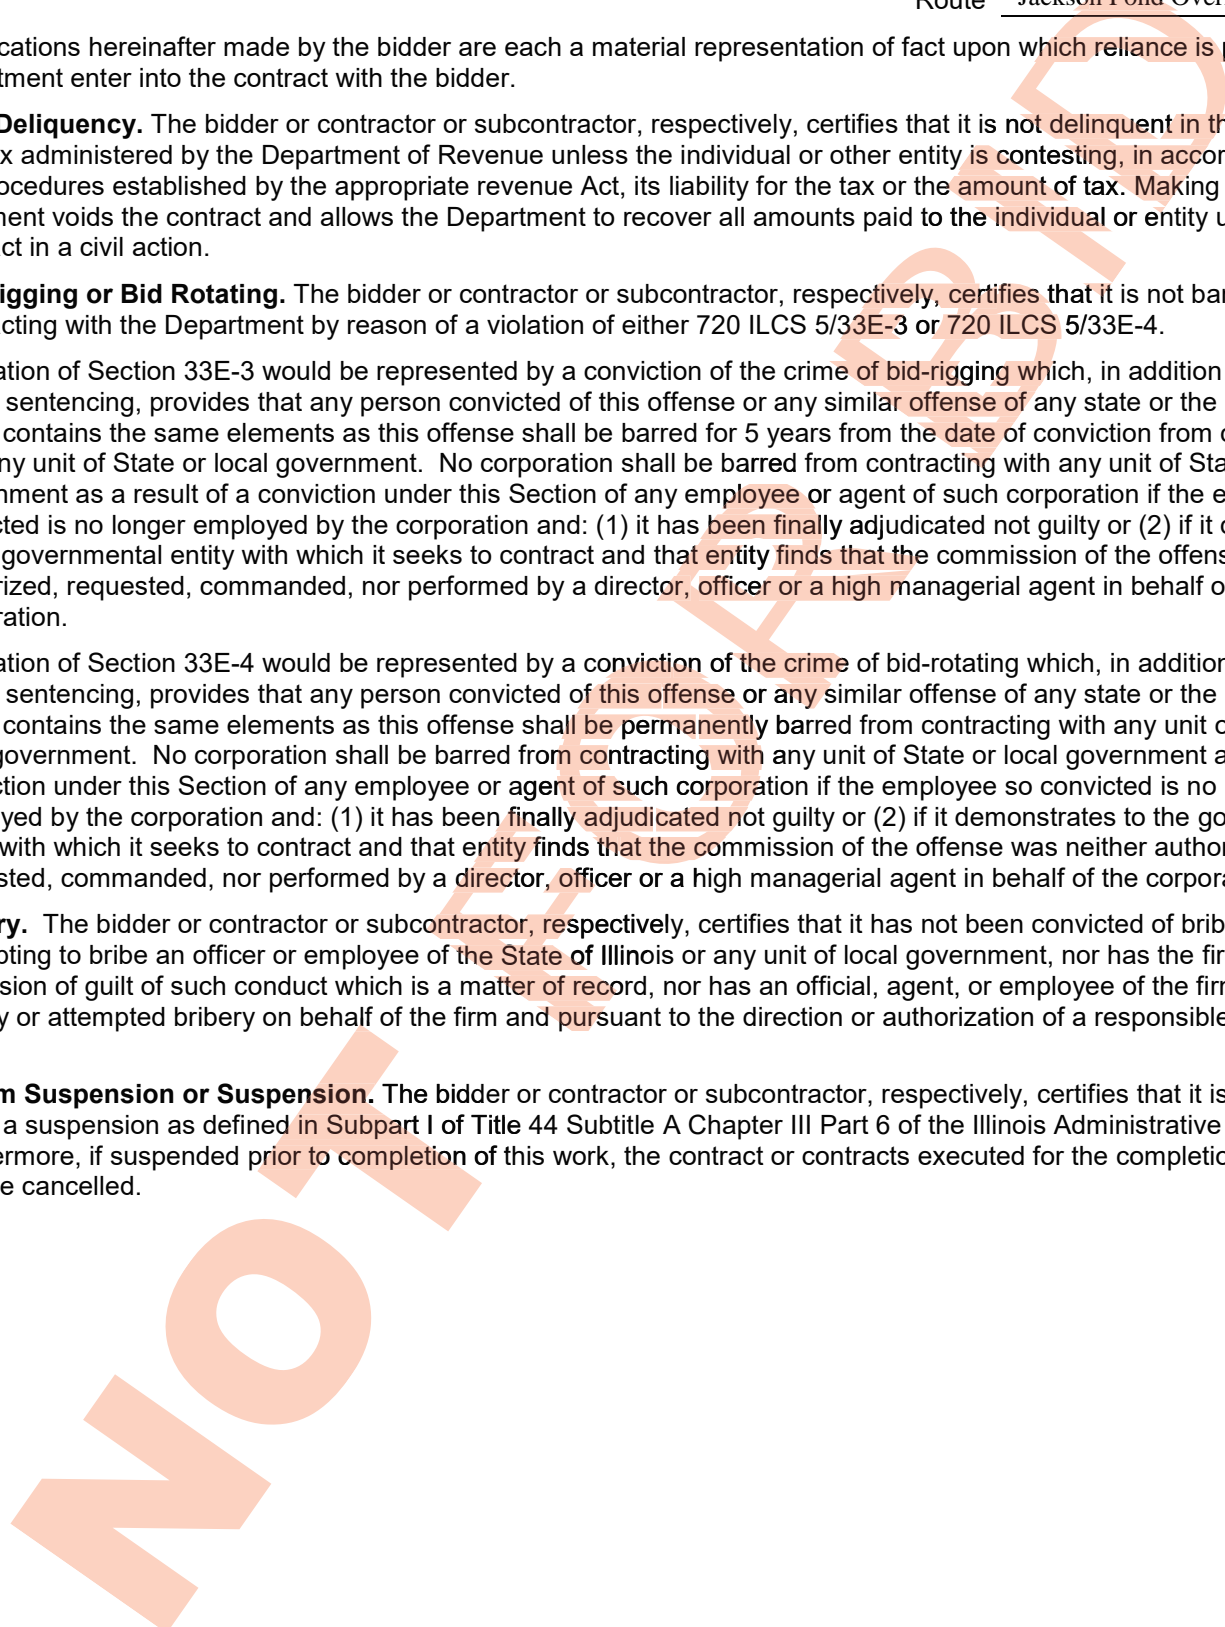 Route Jackson Pond Over
cations hereinafter made by the bidder are each a material representation of fact upon which reliance is
tment enter into the contract with the bidder.
Deliquency. The bidder or contractor or subcontractor, respectively, certifies that it is not delinquent in th
x administered by the Department of Revenue unless the individual or other entity is contesting, in accor
ocedures established by the appropriate revenue Act, its liability for the tax or the amount of tax. Making
ment voids the contract and allows the Department to recover all amounts paid to the individual or entity u
ct in a civil action.
igging or Bid Rotating. The bidder or contractor or subcontractor, respectively, certifies that it is not bar
cting with the Department by reason of a violation of either 720 ILCS 5/33E-3 or 720 ILCS 5/33E-4.
ation of Section 33E-3 would be represented by a conviction of the crime of bid-rigging which, in addition
sentencing, provides that any person convicted of this offense or any similar offense of any state or the
contains the same elements as this offense shall be barred for 5 years from the date of conviction from c
ny unit of State or local government. No corporation shall be barred from contracting with any unit of Sta
nment as a result of a conviction under this Section of any employee or agent of such corporation if the e
cted is no longer employed by the corporation and: (1) it has been finally adjudicated not guilty or (2) if it d
governmental entity with which it seeks to contract and that entity finds that the commission of the offens
rized, requested, commanded, nor performed by a director, officer or a high managerial agent in behalf o
ration.
ation of Section 33E-4 would be represented by a conviction of the crime of bid-rotating which, in addition
sentencing, provides that any person convicted of this offense or any similar offense of any state or the
contains the same elements as this offense shall be permanently barred from contracting with any unit o
government. No corporation shall be barred from contracting with any unit of State or local government a
ction under this Section of any employee or agent of such corporation if the employee so convicted is no
yed by the corporation and: (1) it has been finally adjudicated not guilty or (2) if it demonstrates to the go
with which it seeks to contract and that entity finds that the commission of the offense was neither author
sted, commanded, nor performed by a director, officer or a high managerial agent in behalf of the corpora
ry. The bidder or contractor or subcontractor, respectively, certifies that it has not been convicted of brib
pting to bribe an officer or employee of the State of Illinois or any unit of local government, nor has the fir
sion of guilt of such conduct which is a matter of record, nor has an official, agent, or employee of the firm
y or attempted bribery on behalf of the firm and pursuant to the direction or authorization of a responsible
m Suspension or Suspension. The bidder or contractor or subcontractor, respectively, certifies that it is
a suspension as defined in Subpart I of Title 44 Subtitle A Chapter III Part 6 of the Illinois Administrative
ermore, if suspended prior to completion of this work, the contract or contracts executed for the completio
e cancelled.
NOT FOR BID